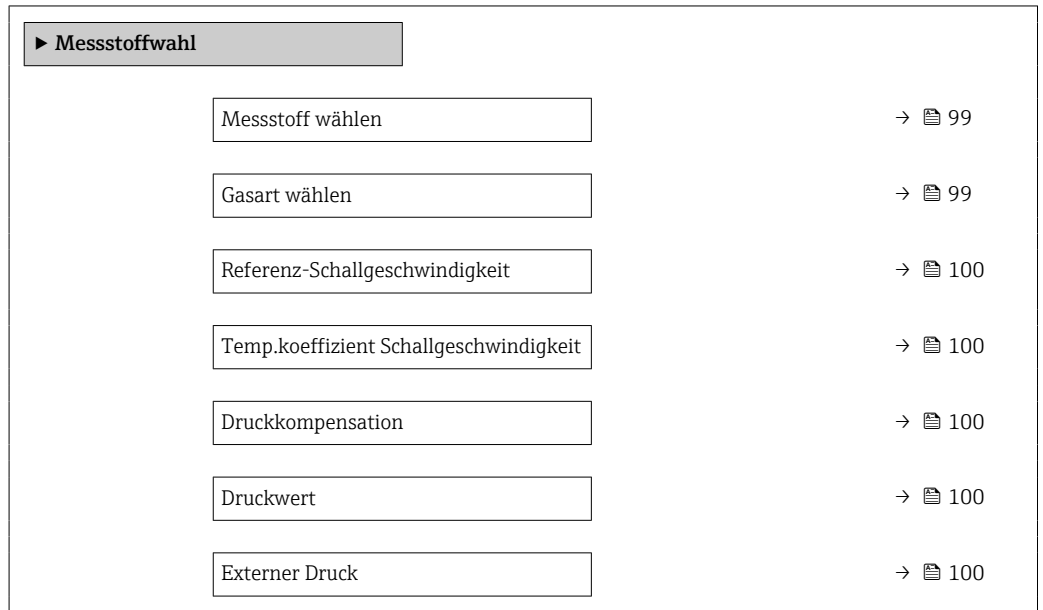 ▶ Messstoffwahl
Messstoff wählen → 99
Gasart wählen → 99
Referenz-Schallgeschwindigkeit → 100
Temp.koeffizient Schallgeschwindigkeit → 100
Druckkompensation → 100
Druckwert → 100
Externer Druck → 100